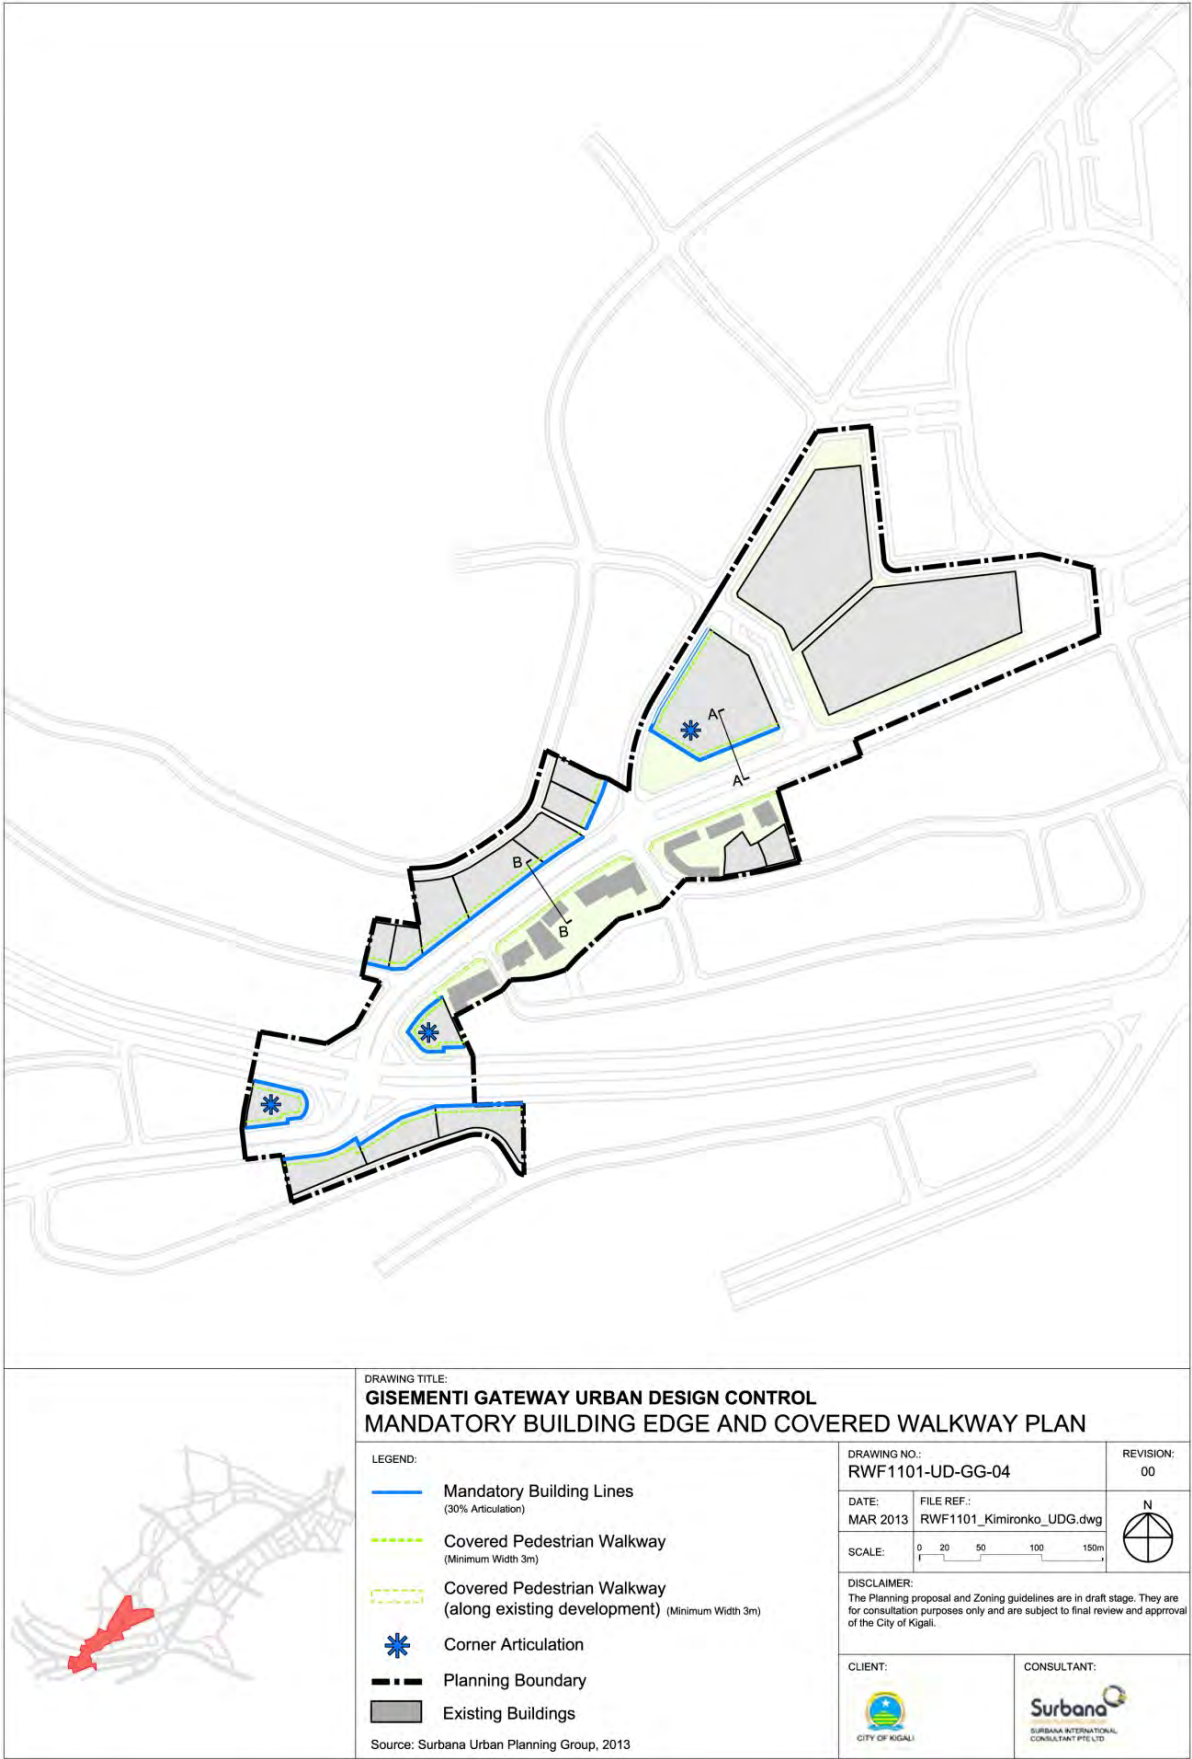 A
A
B
B
DRAWING TITLE:
GISEMENTI GATEWAY URBAN DESIGN CONTROL
MANDATORY BUILDING EDGE AND COVERED WALKWAY PLAN
LEGEND:
Mandatory Building Lines
(30% Articulation)
Covered Pedestrian Walkway
(Minimum Width 3m)
Covered Pedestrian Walkway
(along existing development) (Minimum Width 3m)
Corner Articulation
Planning Boundary
Existing Buildings
Source: Surbana Urban Planning Group, 2013
DRAWING NO.:
RWF1101-UD-GG-04
REVISION:
00
DATE:
MAR 2013
FILE REF.:
RWF1101_Kimironko_UDG.dwg
SCALE:
0 20 50 100 150m
N
DISCLAIMER:
The Planning proposal and Zoning guidelines are in draft stage. They are
for consultation purposes only and are subject to final review and apprroval
of the City of Kigali.
CLIENT:
CITY OF KIGALI
CONSULTANT:
Surbana
SURBANA INTERNATIONAL
CONSULTANT PTE LTD